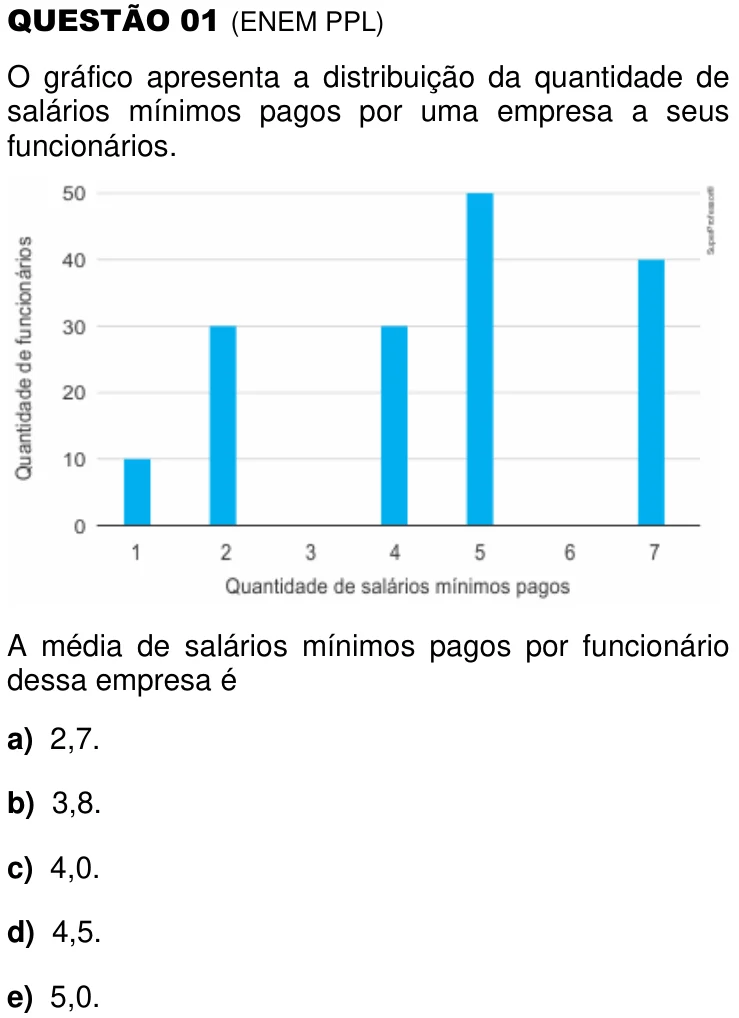 QUESTÃO 01 (ENEM PPL)
O gráfico apresenta a distribuição da quantidade de
salários mínimos pagos por uma empresa a seus
funcionários.
SuperProfessor®
Quantidade de funcionários
50
40
30
20
10
0
1 2 3 4 5 6 7
Quantidade de salários mínimos pagos
A média de salários mínimos pagos por funcionário
dessa empresa é
a) 2,7.
b) 3,8.
c) 4,0.
d) 4,5.
e) 5,0.